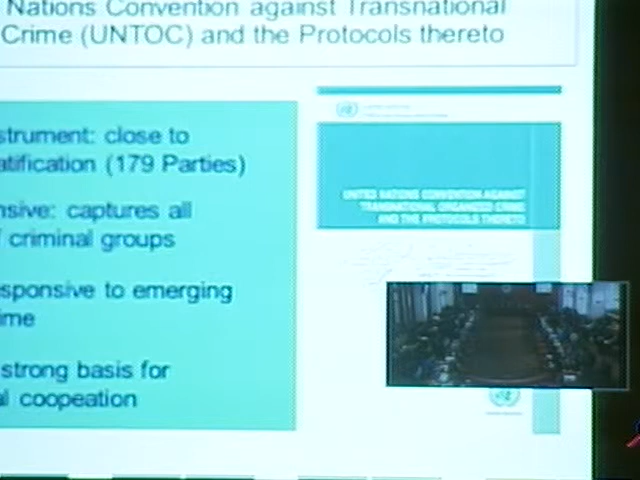 Nations Convention against Transnational
Crime (UNTOC) and the Protocols thereto
strument: close to
atification (179 Parties)
nsive: captures all
criminal groups
sponsive to emerging
ime
strong basis for
al coopeation
UNITED NATIONS CONVENTION AGAINST
TRANSNATIONAL ORGANIZED CRIME
AND THE PROTOCOLS THERETO